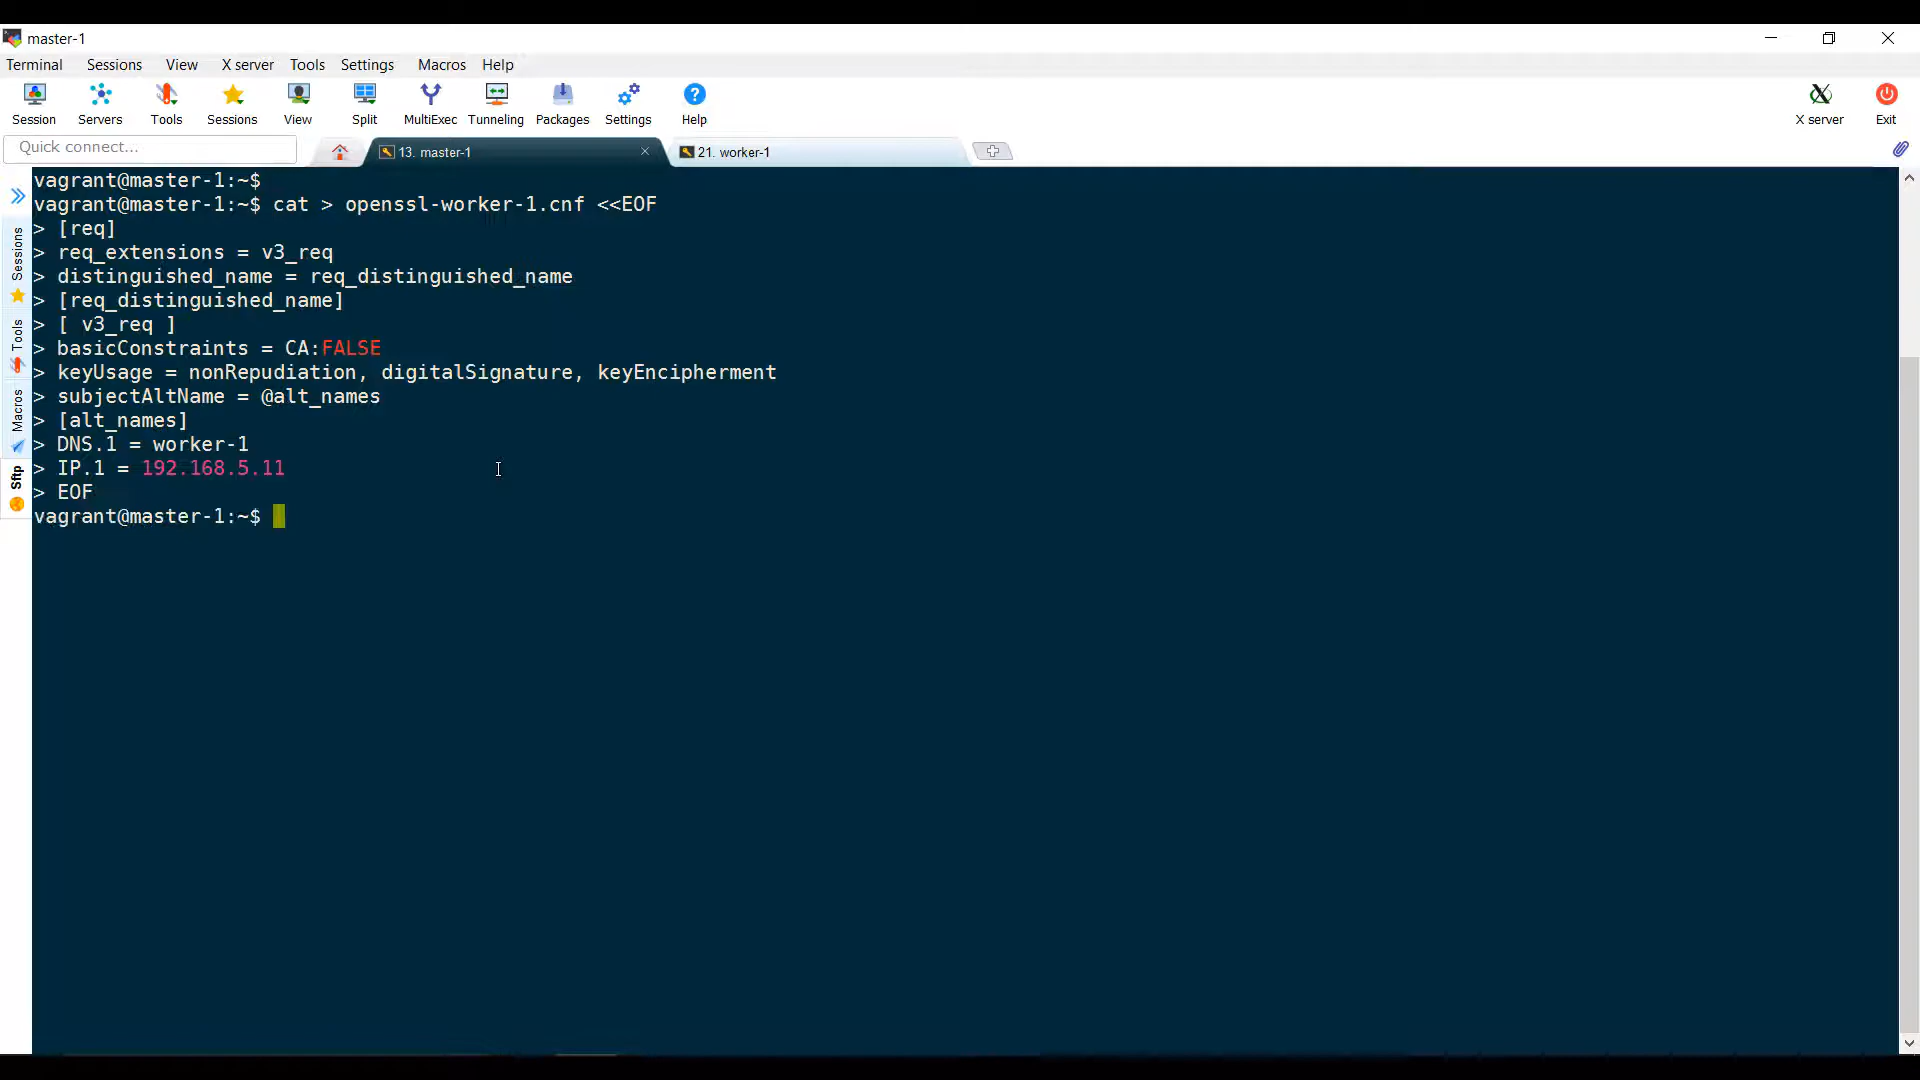 master-1
Terminal Sessions View X server Tools Settings Macros Help
Session Servers Tools Sessions View Split MultiExec Tunneling Packages Settings Help X server Exit
Quick connect...
13. master-1
21. worker-1
Sessions
Tools
Macros
Sftp
vagrant@master-1:~$
vagrant@master-1:~$ cat > openssl-worker-1.cnf <<EOF
> [req]
> req_extensions = v3_req
> distinguished_name = req_distinguished_name
> [req_distinguished_name]
> [ v3_req ]
> basicConstraints = CA:FALSE
> keyUsage = nonRepudiation, digitalSignature, keyEncipherment
> subjectAltName = @alt_names
> [alt_names]
> DNS.1 = worker-1
> IP.1 = 192.168.5.11
> EOF
vagrant@master-1:~$